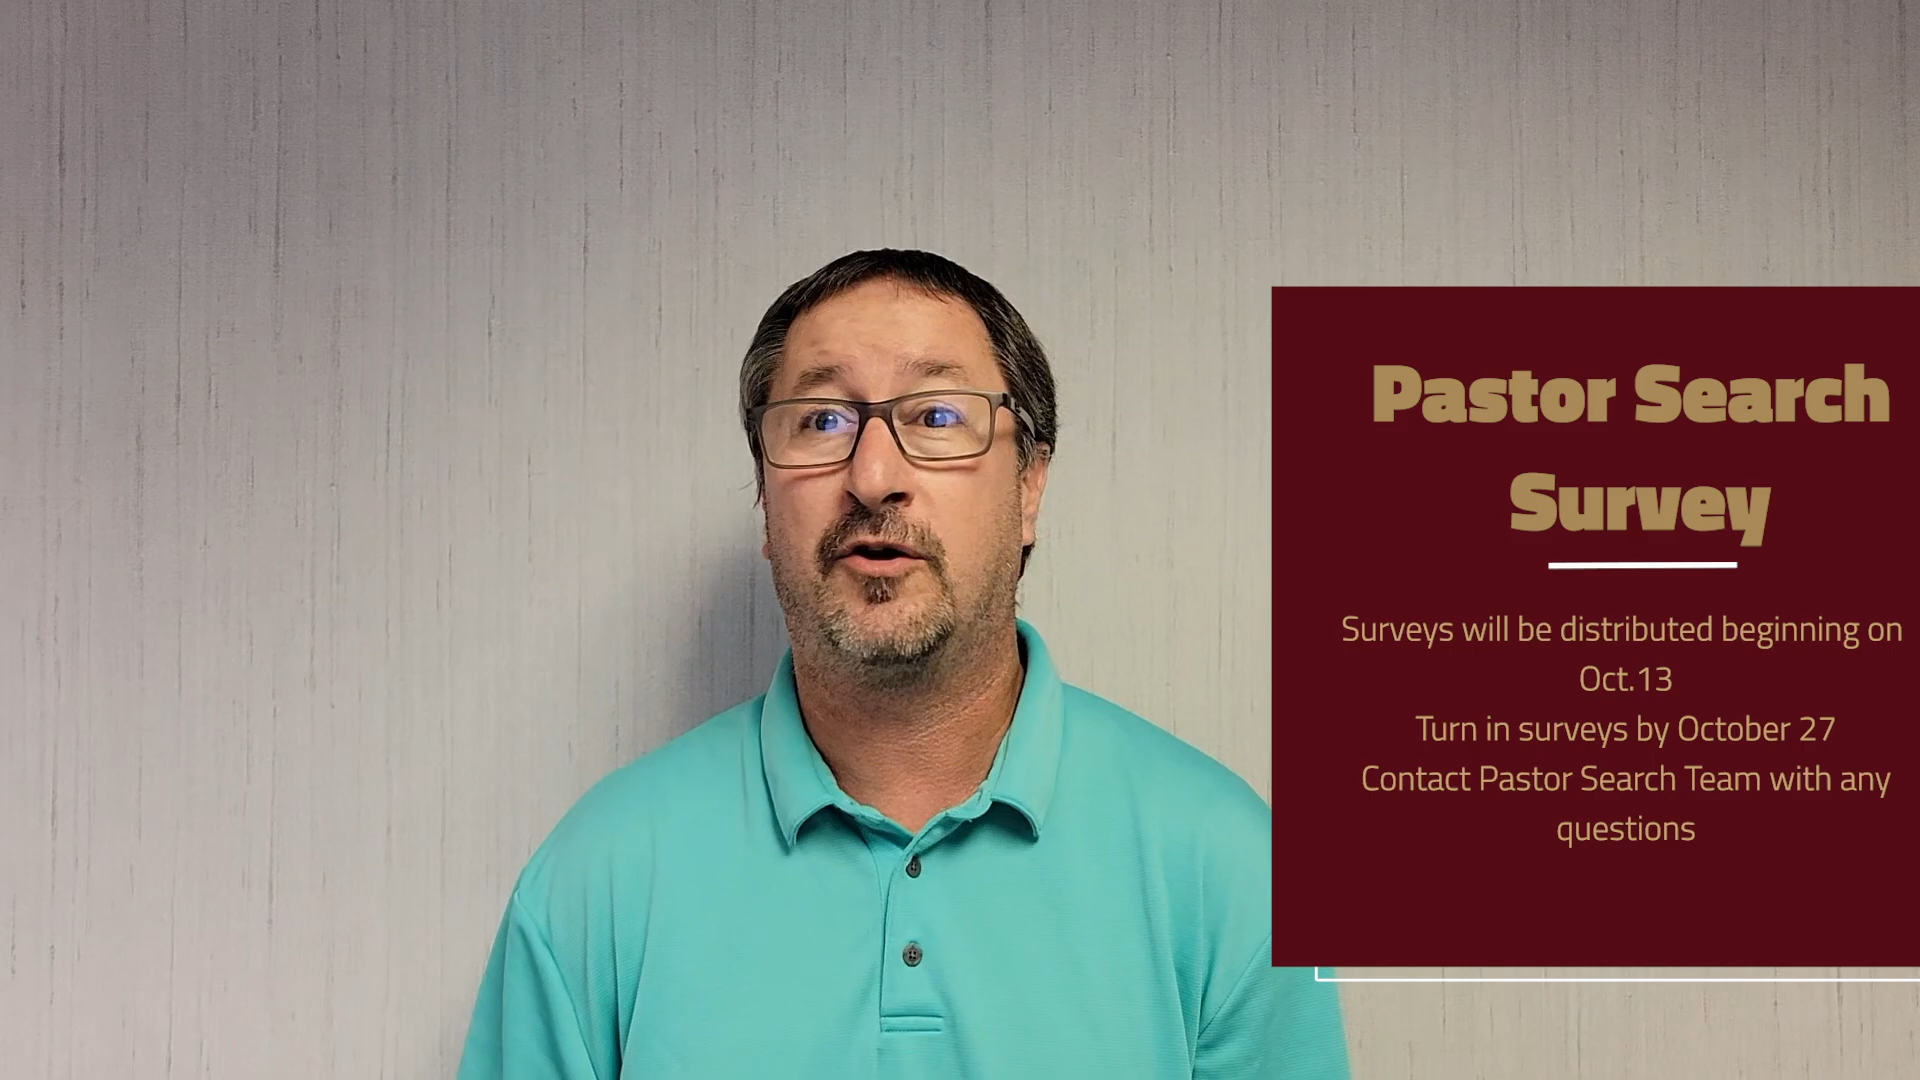 Pastor Search
Survey
Surveys will be distributed beginning on
Oct.13
Turn in surveys by October 27
Contact Pastor Search Team with any
questions